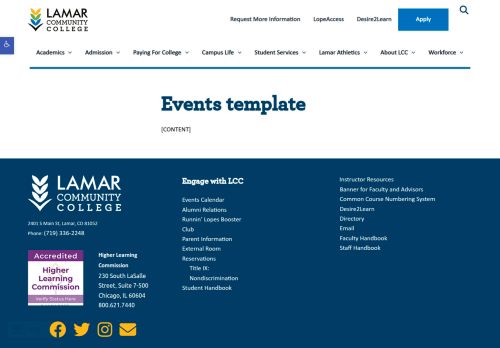 LAMAR
COMMUNITY
COLLEGE
Request More Information
LopeAccess
Desire2Learn
Apply
Academics
Admission
Paying For College
Campus Life
Student Services
Lamar Athletics
About LCC
Workforce
Events template
[CONTENT]
LAMAR
COMMUNITY
COLLEGE
2401 S Main St, Lamar, CO 81052
Phone: (719) 336-2248
Accredited
Higher
Learning
Commission
Verify Status Here
Higher Learning
Commission
230 South LaSalle
Street, Suite 7-500
Chicago, IL 60604
800.621.7440
Engage with LCC
Events Calendar
Alumni Relations
Runnin' Lopes Booster
Club
Parent Information
External Room
Reservations
Title IX:
Nondiscrimination
Student Handbook
Instructor Resources
Banner for Faculty and Advisors
Common Course Numbering System
Desire2Learn
Directory
Email
Faculty Handbook
Staff Handbook